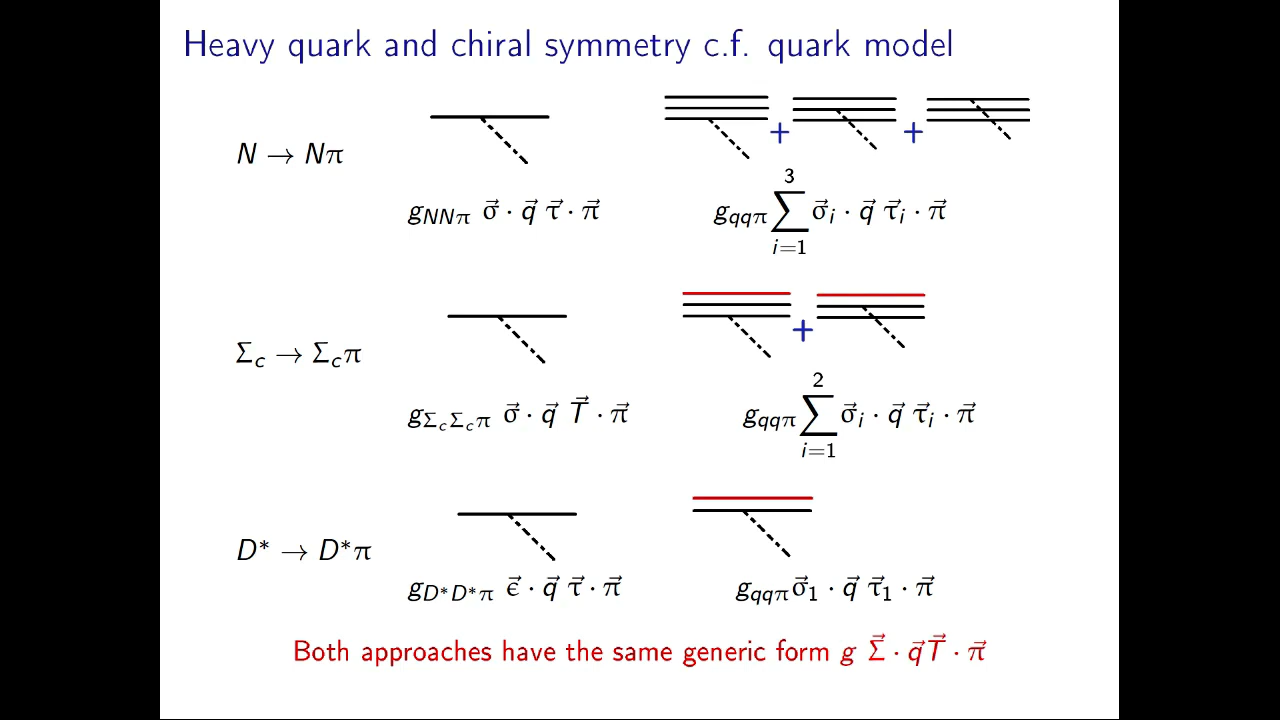 Heavy quark and chiral symmetry c.f. quark model
+ +
N → Nπ
g_{NNπ} σ⃗ · q⃗ τ⃗ · π⃗
g_{qqπ} ∑_{i=1}^{3} σ⃗_i · q⃗ τ⃗_i · π⃗
+
Σ_c → Σ_cπ
g_{Σ_cΣ_cπ} σ⃗ · q⃗ T⃗ · π⃗
g_{qqπ} ∑_{i=1}^{2} σ⃗_i · q⃗ τ⃗_i · π⃗
D* → D*π
g_{D*D*π} ϵ⃗ · q⃗ τ⃗ · π⃗
g_{qqπ} σ⃗_1 · q⃗ τ⃗_1 · π⃗
Both approaches have the same generic form g Σ⃗ · q⃗ T⃗ · π⃗